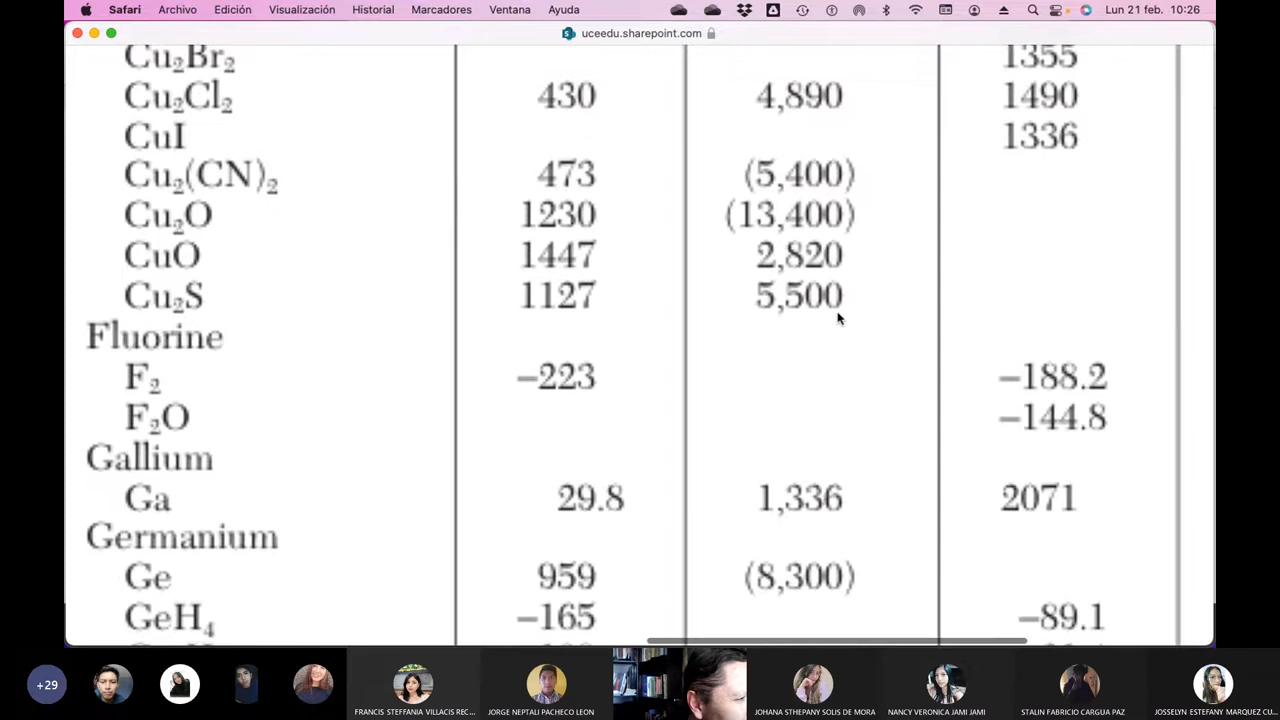 Safari Archivo Edición Visualización Historial Marcadores Ventana Ayuda Lun 21 feb. 10:26
uceedu.sharepoint.com
Cu₂Br₂ 1355
Cu₂Cl₂ 430 4,890 1490
CuI 1336
Cu₂(CN)₂ 473 (5,400)
Cu₂O 1230 (13,400)
CuO 1447 2,820
Cu₂S 1127 5,500
Fluorine
F₂ –223 –188.2
F₂O –144.8
Gallium
Ga 29.8 1,336 2071
Germanium
Ge 959 (8,300)
GeH₄ –165 –89.1
+29 FRANCIS STEFFANIA VILLACIS REC... JORGE NEPTALI PACHECO LEON JOHANA STHEPANY SOLIS DE MORA NANCY VERONICA JAMI JAMI STALIN FABRICIO CARGUA PAZ JOSSELYN ESTEFANY MARQUEZ CU...